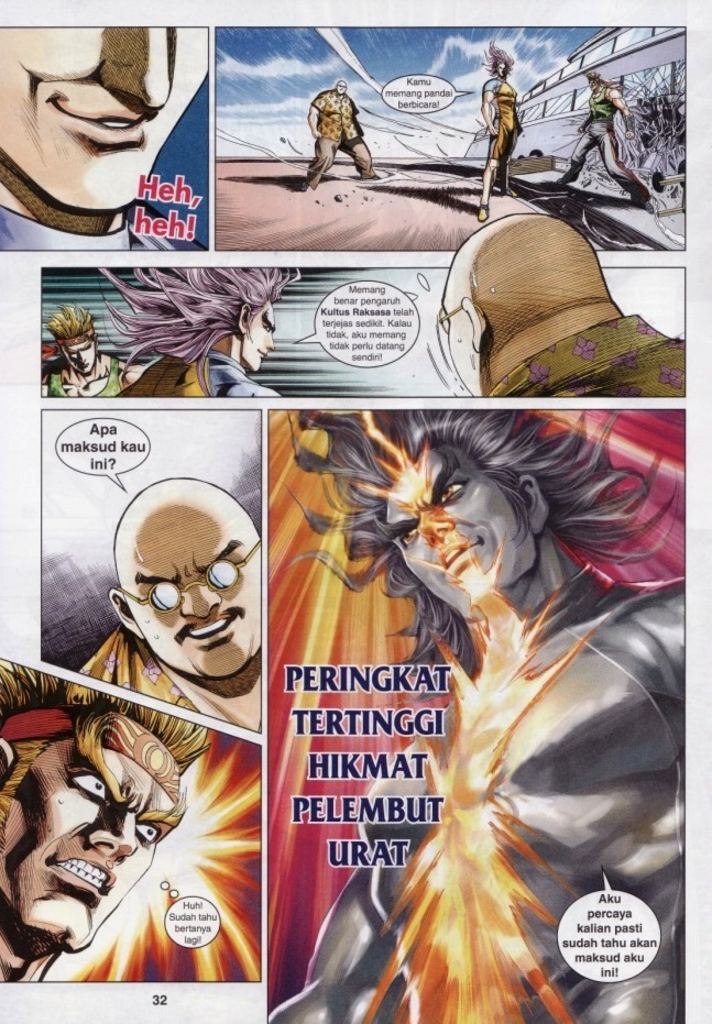 Heh,
heh!
Kamu
memang pandai
berbicara!
Memang
benar pengaruh
Kultus Raksasa telah
terjejas sedikit. Kalau
tidak, aku memang
tidak perlu datang
sendiri!
Apa
maksud kau
ini?
Huh!
Sudah tahu
bertanya
lagi!
PERINGKAT
TERTINGGI
HIKMAT
PELEMBUT
URAT
Aku
percaya
kalian pasti
sudah tahu akan
maksud aku
ini!
32